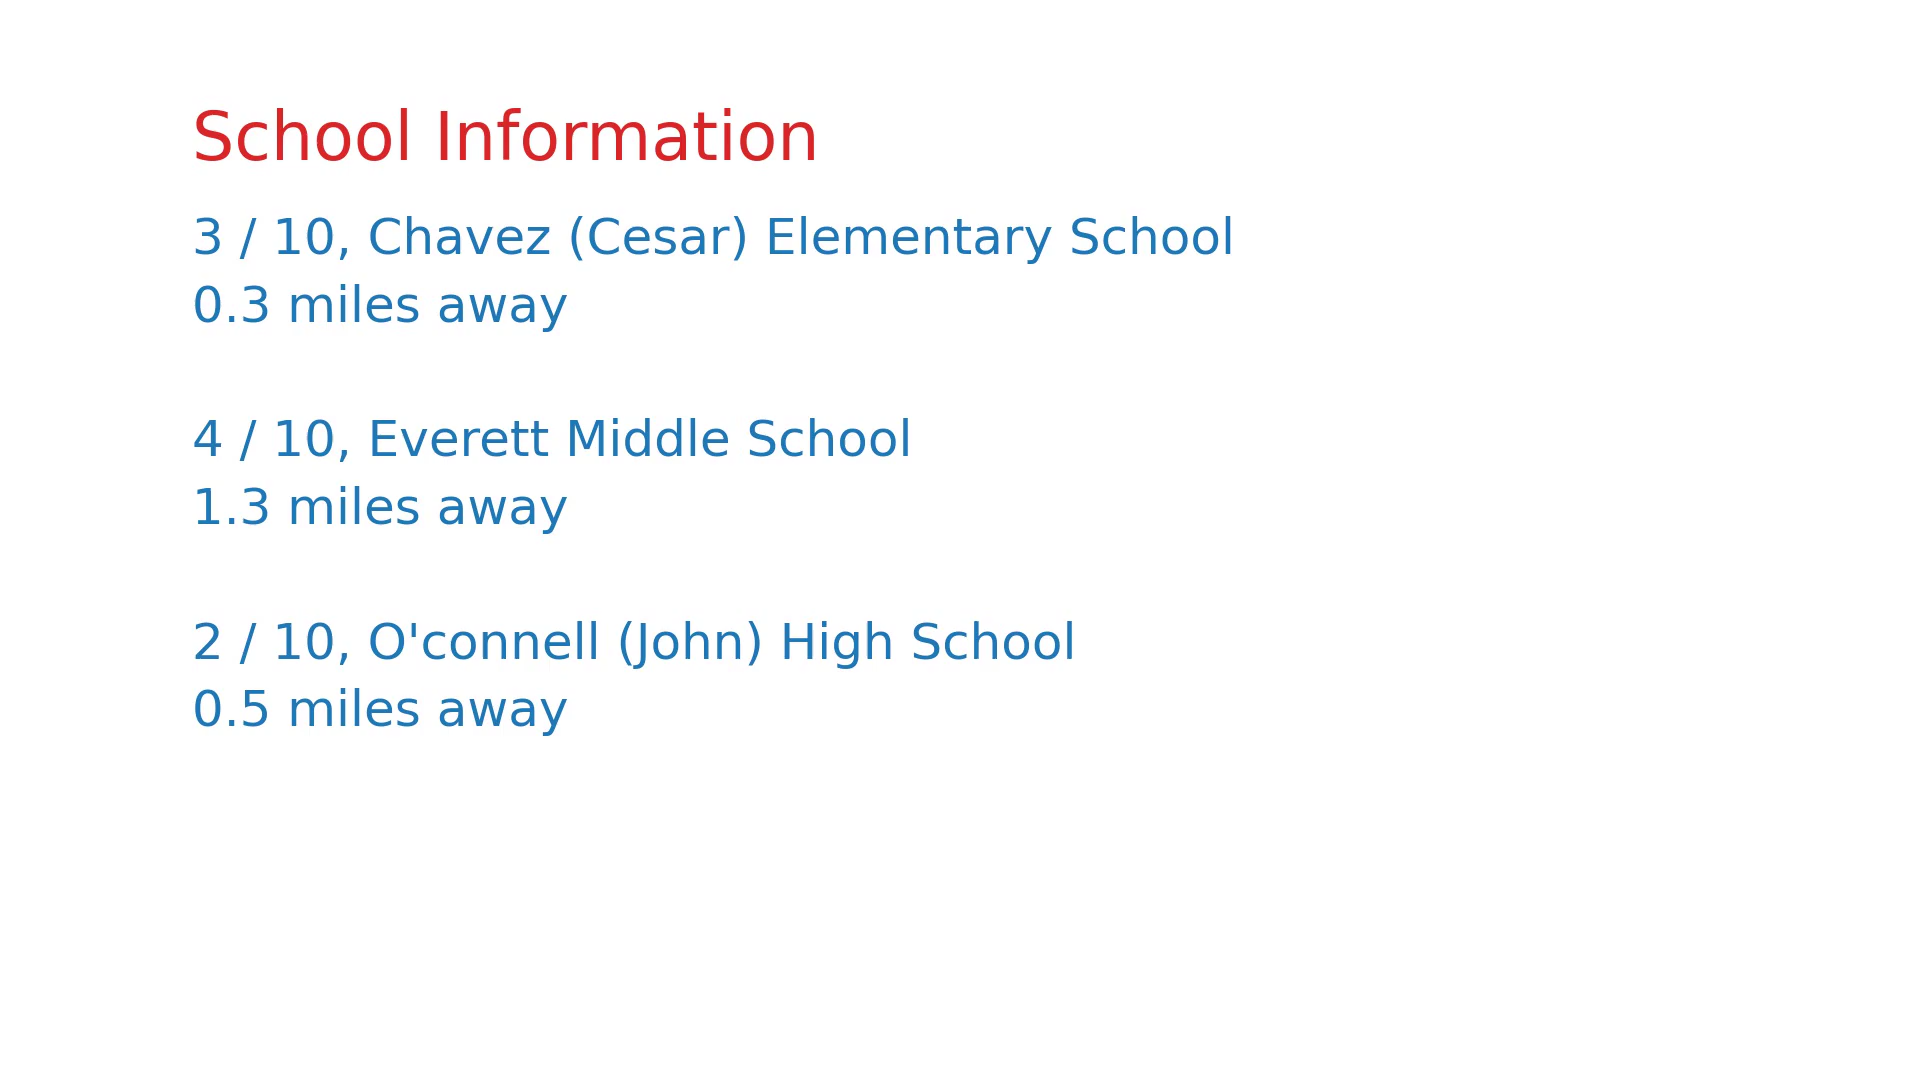 School Information
3 / 10, Chavez (Cesar) Elementary School
0.3 miles away
4 / 10, Everett Middle School
1.3 miles away
2 / 10, O'connell (John) High School
0.5 miles away